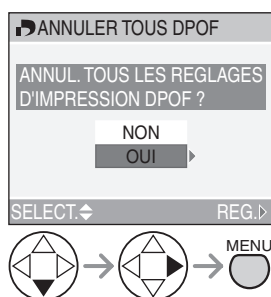 ANNULER TOUS DPOF
ANNUL. TOUS LES REGLAGES
D'IMPRESSION DPOF ?
NON
OUI
SELECT. REG.
MENU